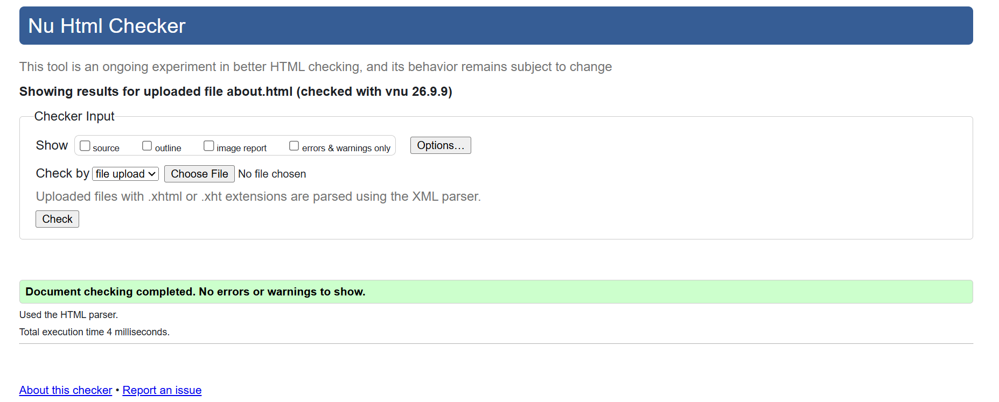 Nu Html Checker
This tool is an ongoing experiment in better HTML checking, and its behavior remains subject to change
Showing results for uploaded file about.html (checked with vnu 26.9.9)
Checker Input
Show source outline image report errors & warnings only Options…
Check by file upload Choose File No file chosen
Uploaded files with .xhtml or .xht extensions are parsed using the XML parser.
Check
Document checking completed. No errors or warnings to show.
Used the HTML parser.
Total execution time 4 milliseconds.
About this checker • Report an issue